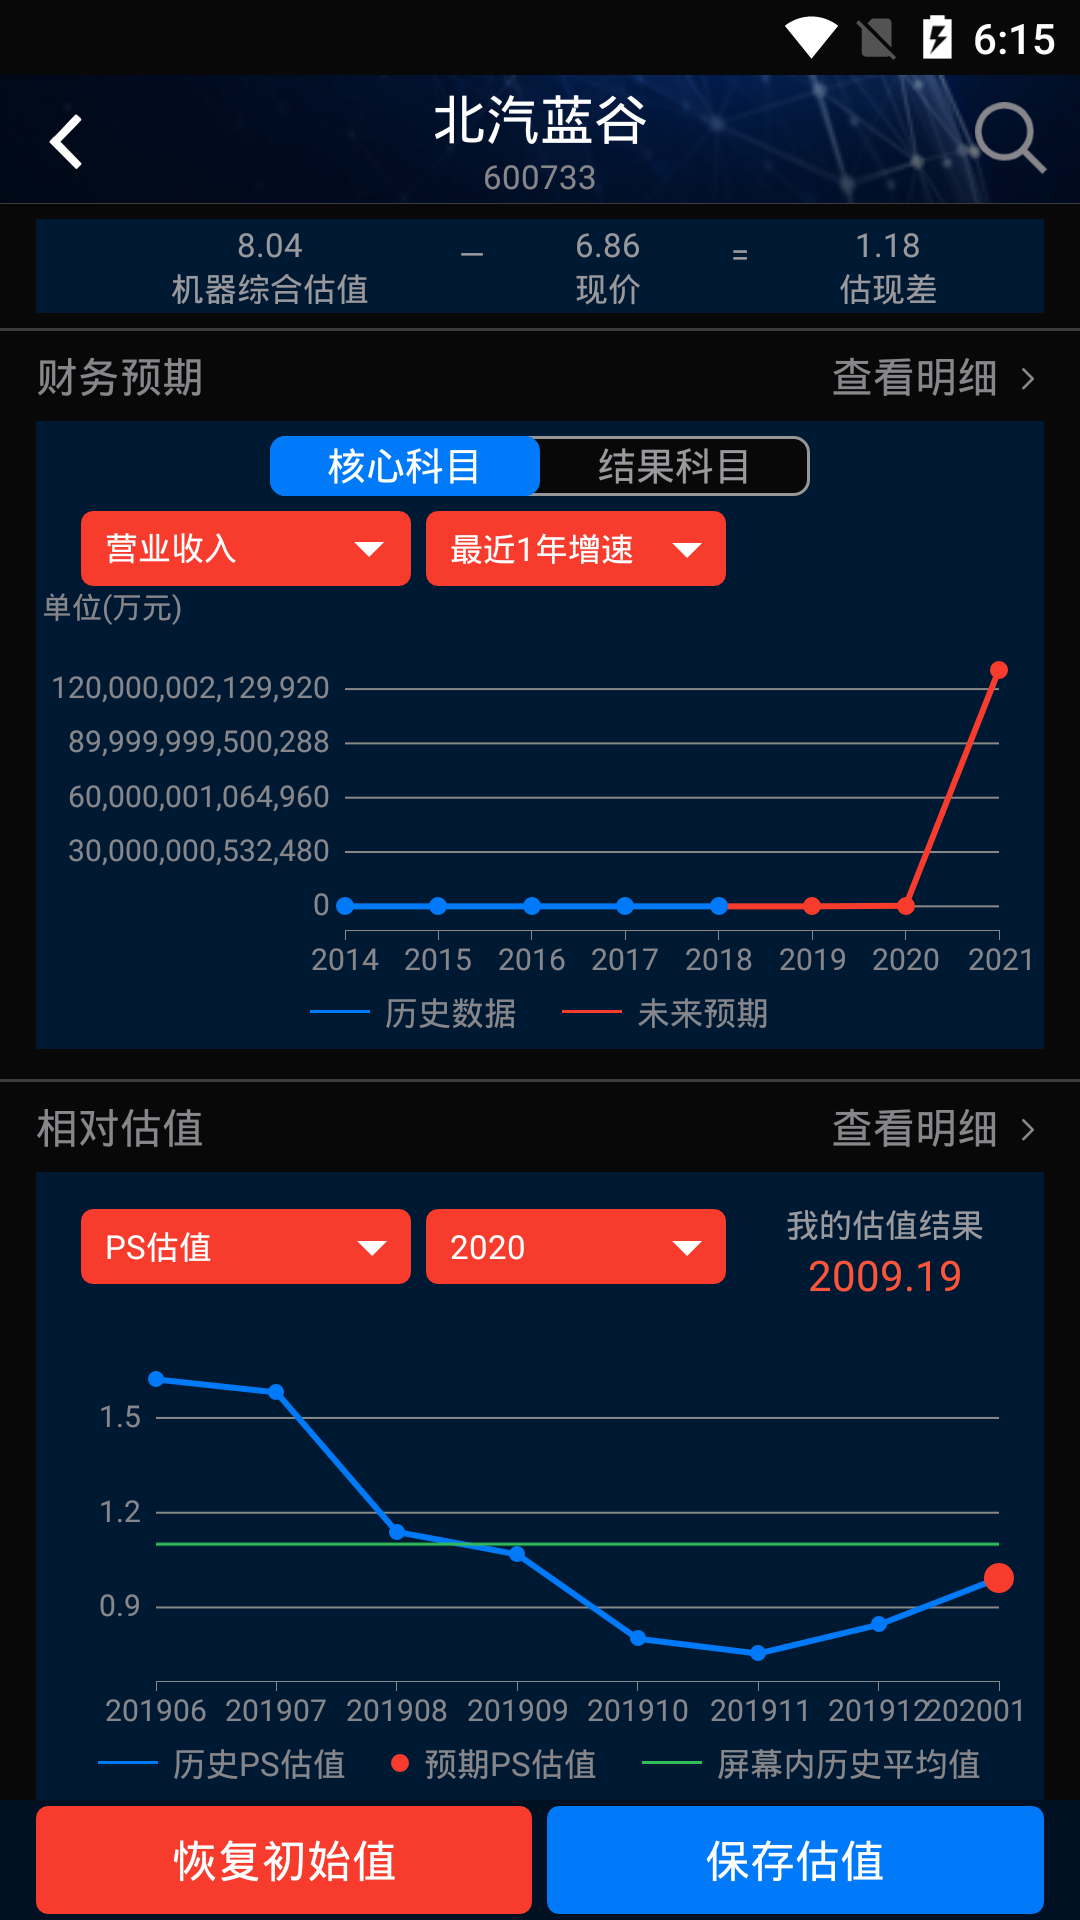 6:15
北汽蓝谷
600733
8.04 — 6.86 = 1.18
机器综合估值 现价 估现差
财务预期 查看明细
核心科目 结果科目
营业收入 最近1年增速
单位(万元)
120,000,002,129,920
89,999,999,500,288
60,000,001,064,960
30,000,000,532,480
0
2014 2015 2016 2017 2018 2019 2020 2021
历史数据 未来预期
相对估值 查看明细
PS估值 2020 我的估值结果
2009.19
1.5
1.2
0.9
201906 201907 201908 201909 201910 201911 201912 202001
历史PS估值 预期PS估值 屏幕内历史平均值
恢复初始值 保存估值